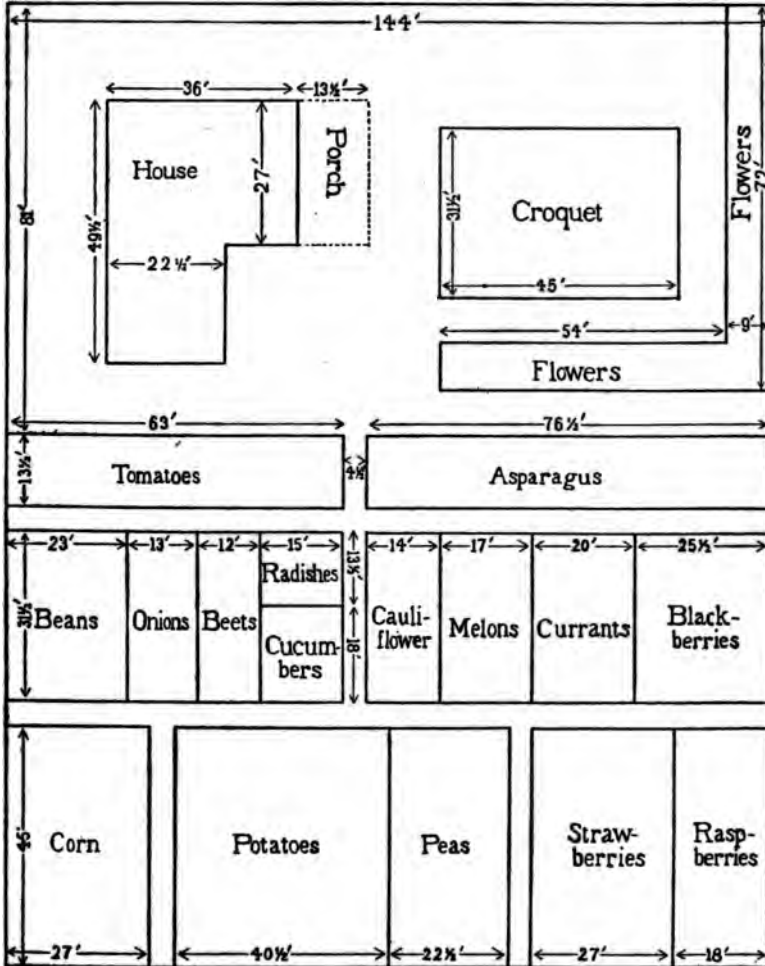 144'
36'
13½'
House
27'
Porch
49½'
22½'
81'
31½'
Croquet
45'
Flowers
72'
54'
9'
Flowers
63'
76½'
13½'
Tomatoes
4½'
Asparagus
23'
13'
12'
15'
14'
17'
20'
25½'
31½'
Beans
Onions
Beets
Radishes
Cucum-
bers
13½'
18'
Cauli-
flower
Melons
Currants
Black-
berries
45'
Corn
Potatoes
Peas
Straw-
berries
Rasp-
berries
27'
40½'
22½'
27'
18'